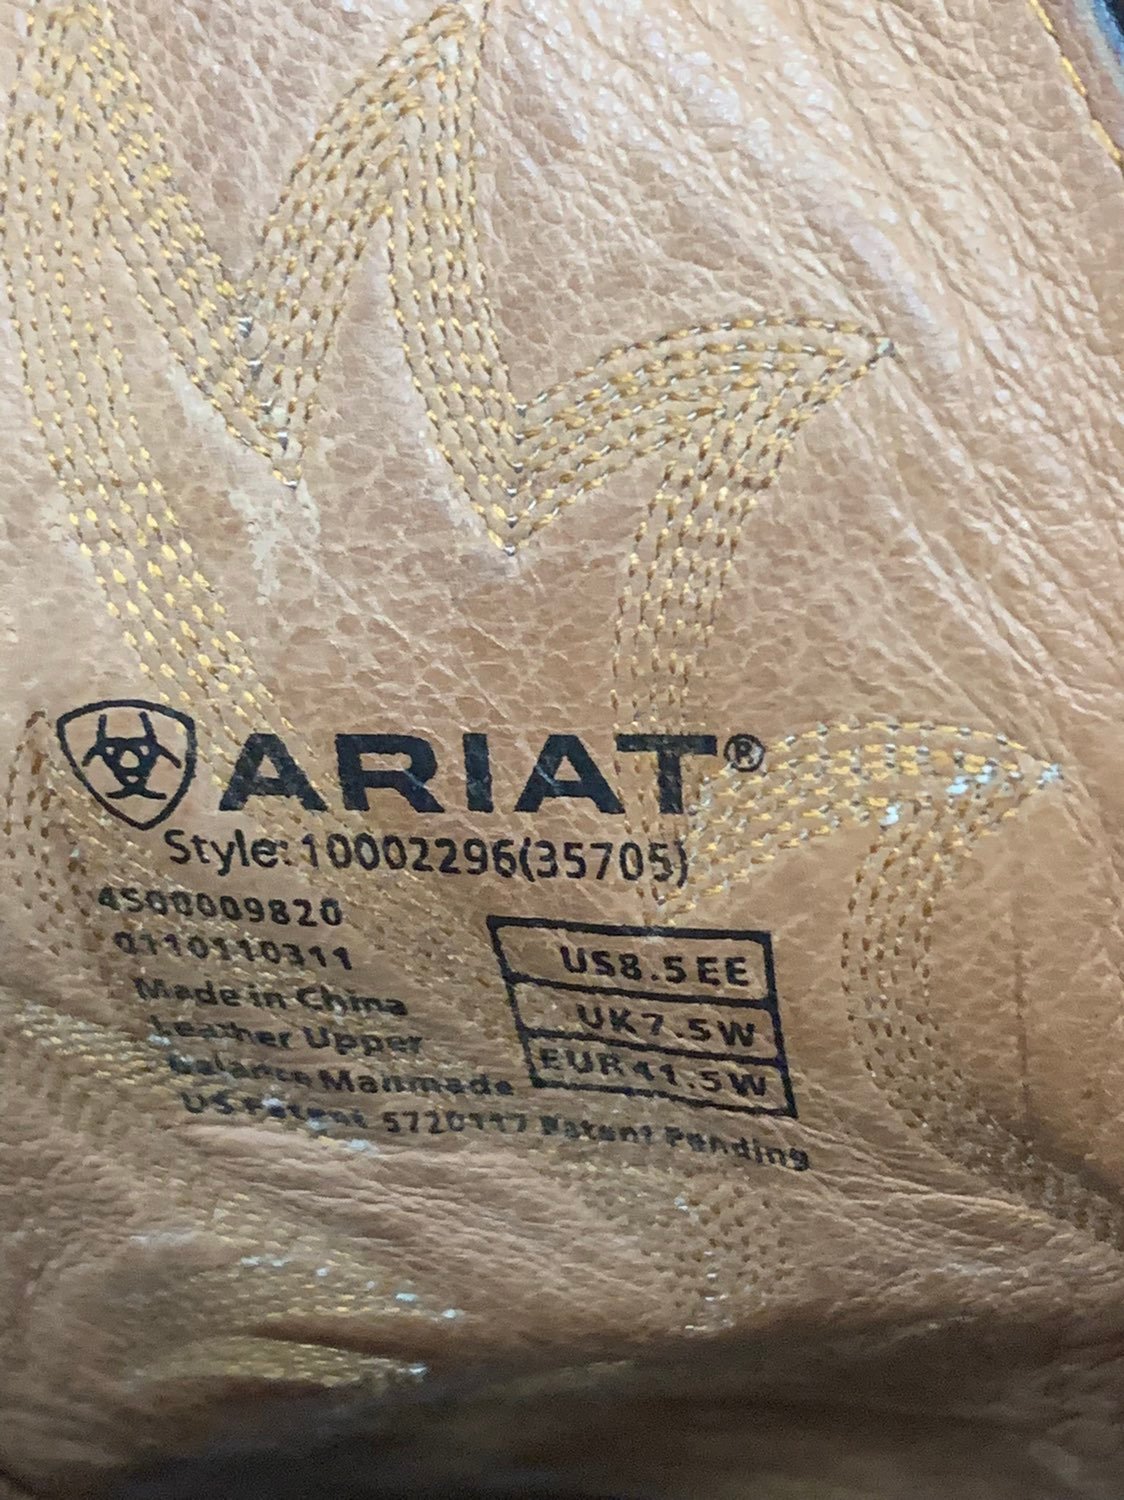 ARIAT®
Style: 10002296(35705)
4500009820
0110110311
Made in China
Leather Upper
Balance Manmade
US Patent 5720117 Patent Pending
US8.5EE
UK7.5W
EUR41.5W